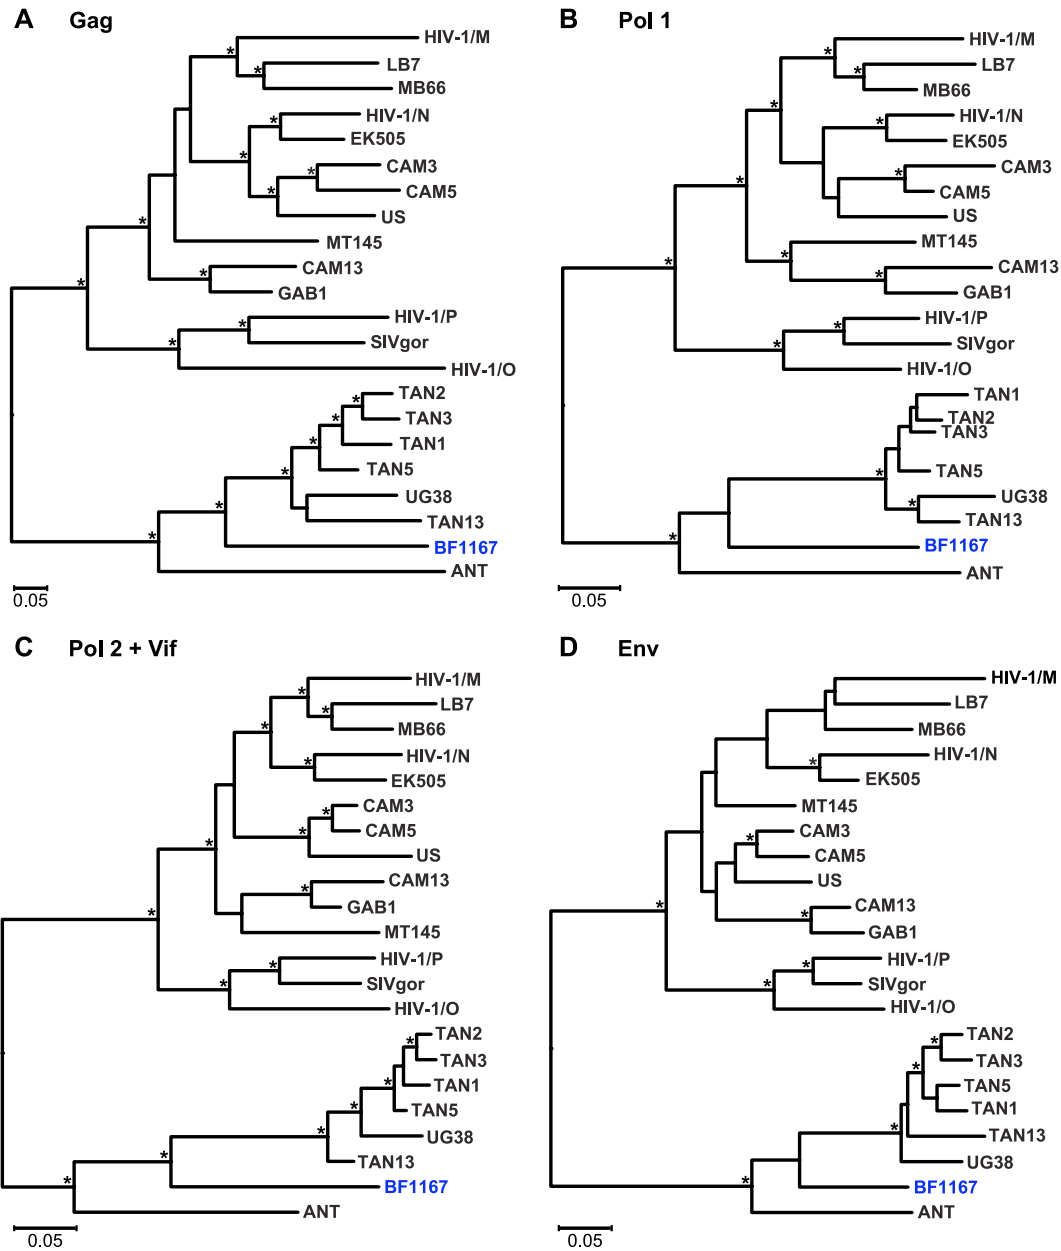 A Gag
HIV-1/M
LB7
MB66
HIV-1/N
EK505
CAM3
CAM5
US
MT145
CAM13
GAB1
HIV-1/P
SIVgor
HIV-1/O
TAN2
TAN3
TAN1
TAN5
UG38
TAN13
BF1167
ANT
0.05
B Pol 1
HIV-1/M
LB7
MB66
HIV-1/N
EK505
CAM3
CAM5
US
MT145
CAM13
GAB1
HIV-1/P
SIVgor
HIV-1/O
TAN1
TAN2
TAN3
TAN5
UG38
TAN13
BF1167
ANT
0.05
C Pol 2 + Vif
HIV-1/M
LB7
MB66
HIV-1/N
EK505
CAM3
CAM5
US
CAM13
GAB1
MT145
HIV-1/P
SIVgor
HIV-1/O
TAN2
TAN3
TAN1
TAN5
UG38
TAN13
BF1167
ANT
0.05
D Env
HIV-1/M
LB7
MB66
HIV-1/N
EK505
MT145
CAM3
CAM5
US
CAM13
GAB1
HIV-1/P
SIVgor
HIV-1/O
TAN2
TAN3
TAN5
TAN1
TAN13
UG38
BF1167
ANT
0.05